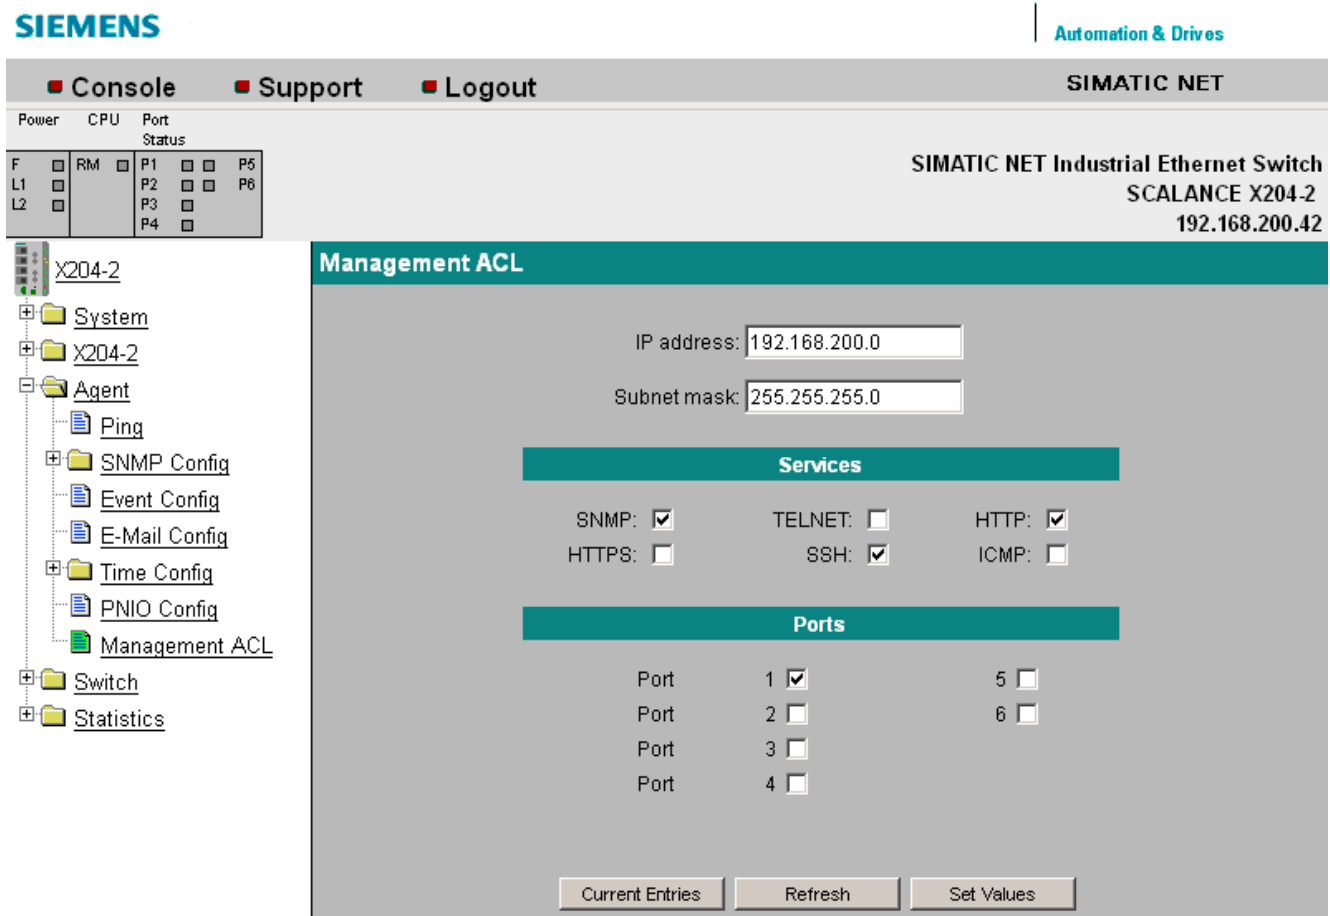 SIEMENS
Automation & Drives
Console Support Logout SIMATIC NET
Power CPU Port
Status
F RM P1 P5
L1 P2 P6
L2 P3
P4
SIMATIC NET Industrial Ethernet Switch
SCALANCE X204-2
192.168.200.42
X204-2
System
X204-2
Agent
Ping
SNMP Config
Event Config
E-Mail Config
Time Config
PNIO Config
Management ACL
Switch
Statistics
Management ACL
IP address: 192.168.200.0
Subnet mask: 255.255.255.0
Services
SNMP: TELNET: HTTP:
HTTPS: SSH: ICMP:
Ports
Port 1 5
Port 2 6
Port 3
Port 4
Current Entries Refresh Set Values